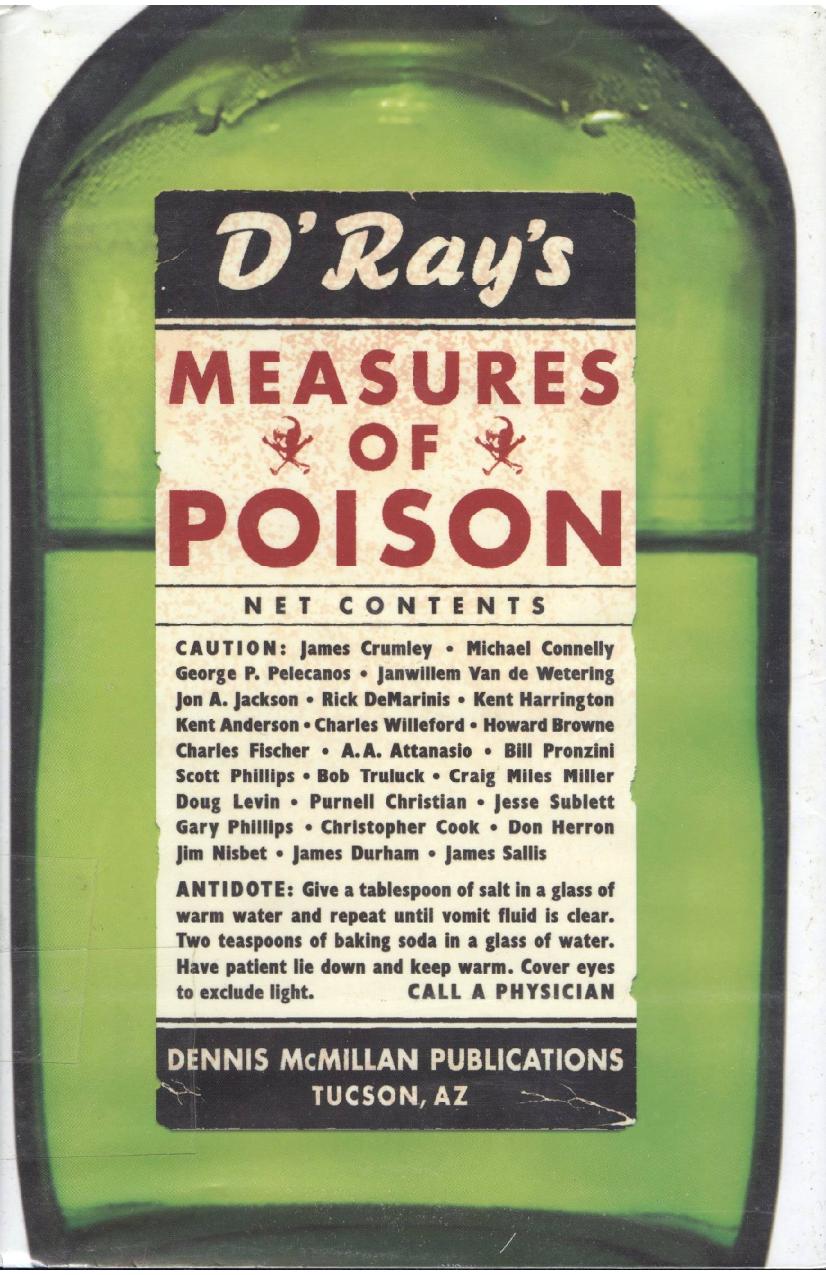 D'Ray's
MEASURES
OF
POISON
NET CONTENTS
CAUTION: James Crumley • Michael Connelly
George P. Pelecanos • Janwillem Van de Wetering
Jon A. Jackson • Rick DeMarinis • Kent Harrington
Kent Anderson • Charles Willeford • Howard Browne
Charles Fischer • A.A. Attanasio • Bill Pronzini
Scott Phillips • Bob Truluck • Craig Miles Miller
Doug Levin • Purnell Christian • Jesse Sublett
Gary Phillips • Christopher Cook • Don Herron
Jim Nisbet • James Durham • James Sallis
ANTIDOTE: Give a tablespoon of salt in a glass of
warm water and repeat until vomit fluid is clear.
Two teaspoons of baking soda in a glass of water.
Have patient lie down and keep warm. Cover eyes
to exclude light. CALL A PHYSICIAN
DENNIS McMILLAN PUBLICATIONS
TUCSON, AZ